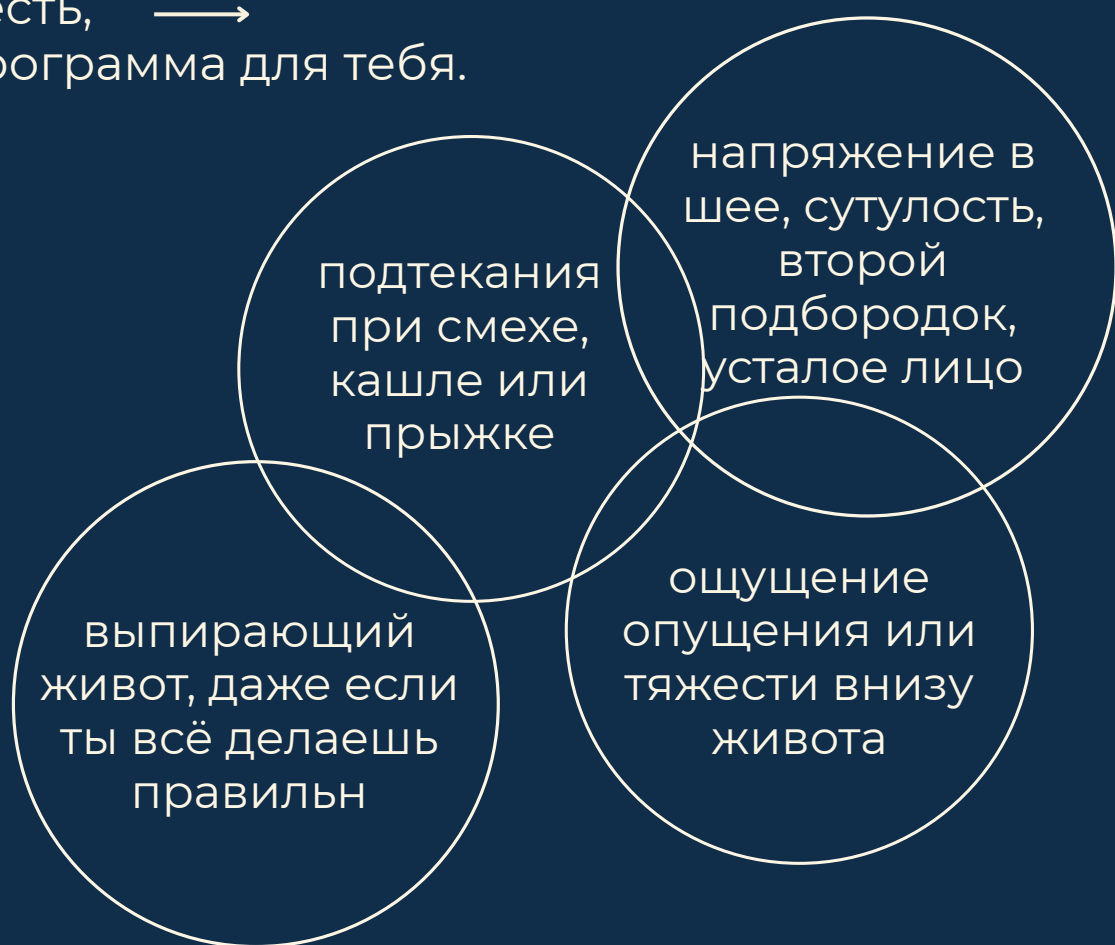 есть,
рограмма для тебя.
напряжение в
шее, сутулость,
второй
подбородок,
усталое лицо
подтекания
при смехе,
кашле или
прыжке
ощущение
опущения или
тяжести внизу
живота
выпирающий
живот, даже если
ты всё делаешь
правильн